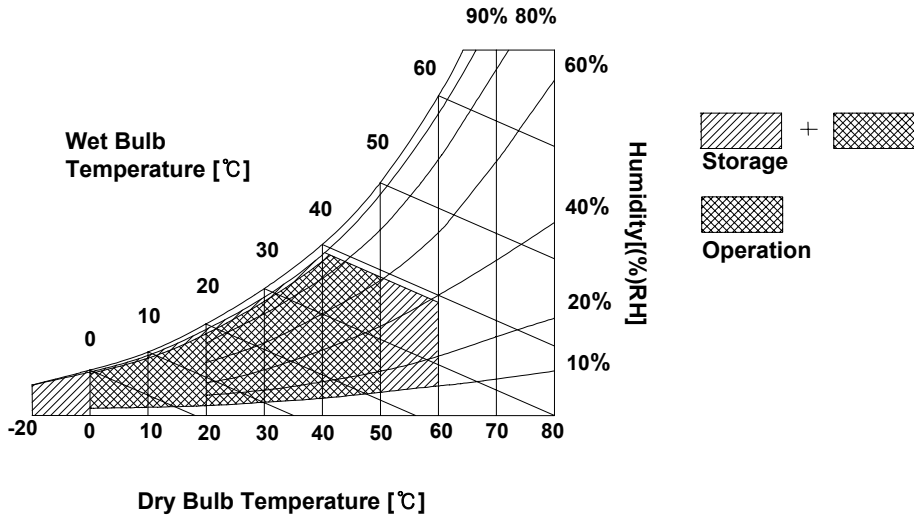 90% 80%
60
60%
Wet Bulb
Temperature [℃]
50
40
30
20
10
0
Humidity[(%)RH]
40%
20%
10%
+
Storage
Operation
-20 0 10 20 30 40 50 60 70 80
Dry Bulb Temperature [℃]